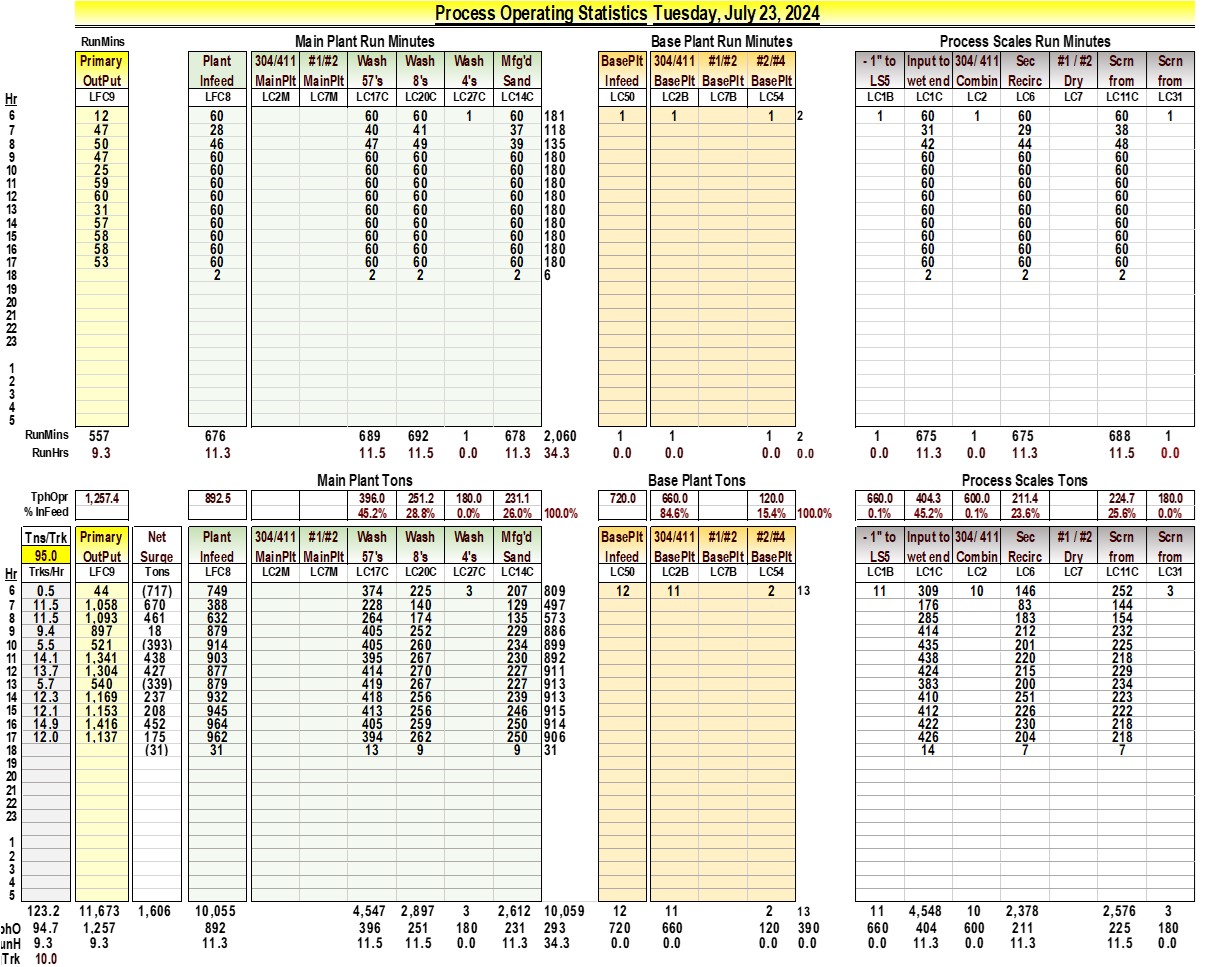 Process Operating Statistics Tuesday, July 23, 2024
RunMins Main Plant Run Minutes Base Plant Run Minutes Process Scales Run Minutes
Primary Plant 304/411 #1/#2 Wash Wash Wash Mfg'd BasePlt 304/411 #1/#2 #2/#4 - 1" to Input to 304/ 411 Sec #1 / #2 Scrn Scrn
OutPut Infeed MainPlt MainPlt 57's 8's 4's Sand Infeed BasePlt BasePlt BasePlt LS5 wet end Combin Recirc Dry from from
Hr LFC9 LFC8 LC2M LC7M LC17C LC20C LC27C LC14C LC50 LC2B LC7B LC54 LC1B LC1C LC2 LC6 LC7 LC11C LC31
6 12 60 60 60 1 60 181 1 1 1 2 1 60 1 60 60 1
7 47 28 40 41 37 118 31 29 38
8 50 46 47 49 39 135 42 44 48
9 47 60 60 60 60 180 60 60 60
10 25 60 60 60 60 180 60 60 60
11 59 60 60 60 60 180 60 60 60
12 60 60 60 60 60 180 60 60 60
13 31 60 60 60 60 180 60 60 60
14 57 60 60 60 60 180 60 60 60
15 58 60 60 60 60 180 60 60 60
16 58 60 60 60 60 180 60 60 60
17 53 60 60 60 60 180 60 60 60
18 2 2 2 2 6 2 2 2
19
20
21
22
23
1
2
3
4
5
RunMins 557 676 689 692 1 678 2,060 1 1 1 2 1 675 1 675 688 1
RunHrs 9.3 11.3 11.5 11.5 0.0 11.3 34.3 0.0 0.0 0.0 0.0 0.0 11.3 0.0 11.3 11.5 0.0
Main Plant Tons Base Plant Tons Process Scales Tons
TphOpr 1,257.4 892.5 396.0 251.2 180.0 231.1 720.0 660.0 120.0 660.0 404.3 600.0 211.4 224.7 180.0
% InFeed 45.2% 28.8% 0.0% 26.0% 100.0% 84.6% 15.4% 100.0% 0.1% 45.2% 0.1% 23.6% 25.6% 0.0%
Tns/Trk Primary Net Plant 304/411 #1/#2 Wash Wash Wash Mfg'd BasePlt 304/411 #1/#2 #2/#4 - 1" to Input to 304/ 411 Sec #1 / #2 Scrn Scrn
95.0 OutPut Surge Infeed MainPlt MainPlt 57's 8's 4's Sand Infeed BasePlt BasePlt BasePlt LS5 wet end Combin Recirc Dry from from
Hr Trks/Hr LFC9 Tons LFC8 LC2M LC7M LC17C LC20C LC27C LC14C LC50 LC2B LC7B LC54 LC1B LC1C LC2 LC6 LC7 LC11C LC31
6 0.5 44 (717) 749 374 225 3 207 809 12 11 2 13 11 309 10 146 252 3
7 11.5 1,058 670 388 228 140 129 497 176 83 144
8 11.5 1,093 461 632 264 174 135 573 285 183 154
9 9.4 897 18 879 405 252 229 886 414 212 232
10 5.5 521 (393) 914 405 260 234 899 435 201 225
11 14.1 1,341 438 903 395 267 230 892 438 220 218
12 13.7 1,304 427 877 414 270 227 911 424 215 229
13 5.7 540 (339) 879 419 267 227 913 383 200 234
14 12.3 1,169 237 932 418 256 239 913 410 251 223
15 12.1 1,153 208 945 413 256 246 915 412 226 222
16 14.9 1,416 452 964 405 259 250 914 422 230 218
17 12.0 1,137 175 962 394 262 250 906 426 204 218
18 (31) 31 13 9 9 31 14 7 7
19
20
21
22
23
1
2
3
4
5
123.2 11,673 1,606 10,055 4,547 2,897 3 2,612 10,059 12 11 2 13 11 4,548 10 2,378 2,576 3
phO 94.7 1,257 892 396 251 180 231 293 720 660 120 390 660 404 600 211 225 180
unH 9.3 9.3 11.3 11.5 11.5 0.0 11.3 34.3 0.0 0.0 0.0 0.0 0.0 11.3 0.0 11.3 11.5 0.0
Trk 10.0